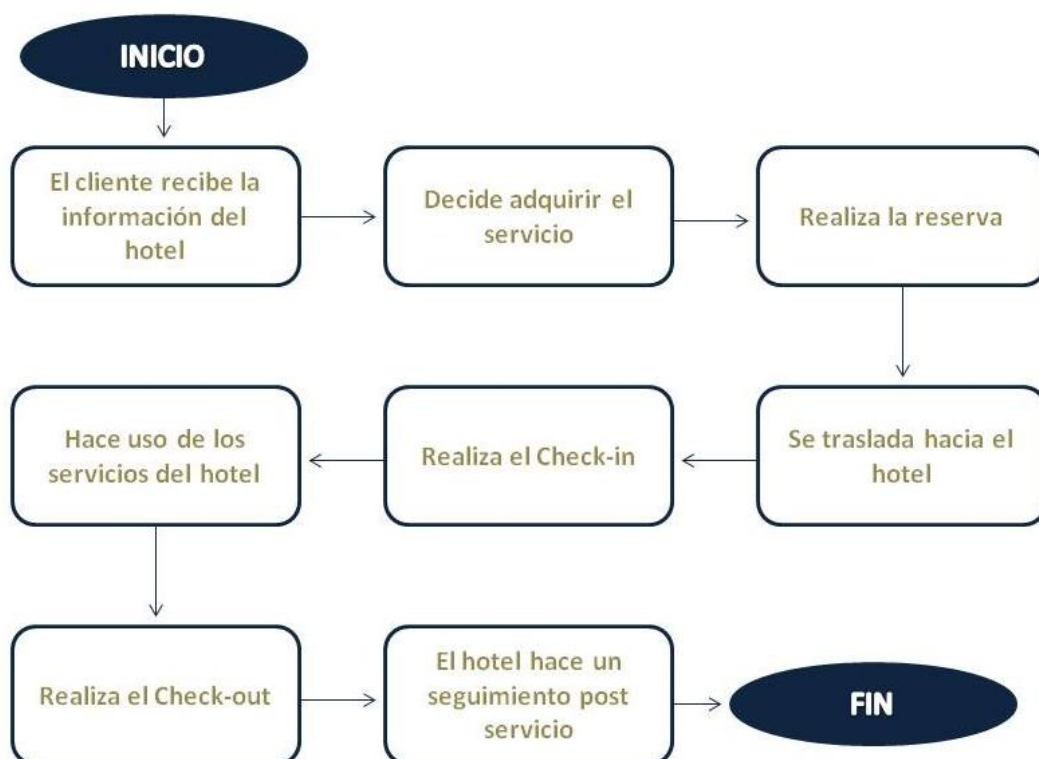 INICIO
El cliente recibe la
información del
hotel
Decide adquirir el
servicio
Realiza la reserva
Se traslada hacia el
hotel
Realiza el Check-in
Hace uso de los
servicios del hotel
Realiza el Check-out
El hotel hace un
seguimiento post
servicio
FIN